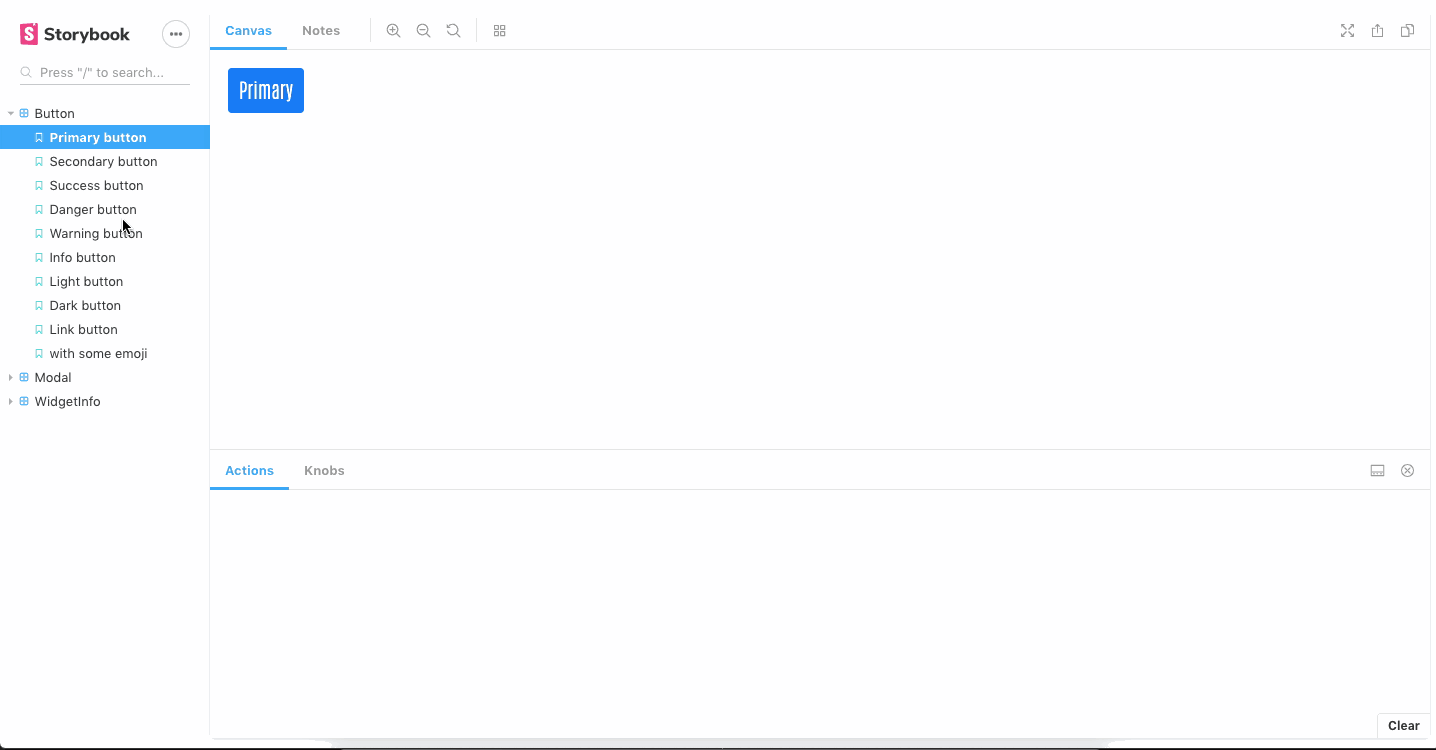 Storybook
Press "/" to search...
Button
Primary button
Secondary button
Success button
Danger button
Warning button
Info button
Light button
Dark button
Link button
with some emoji
Modal
WidgetInfo
Canvas
Notes
Primary
Actions
Knobs
Clear